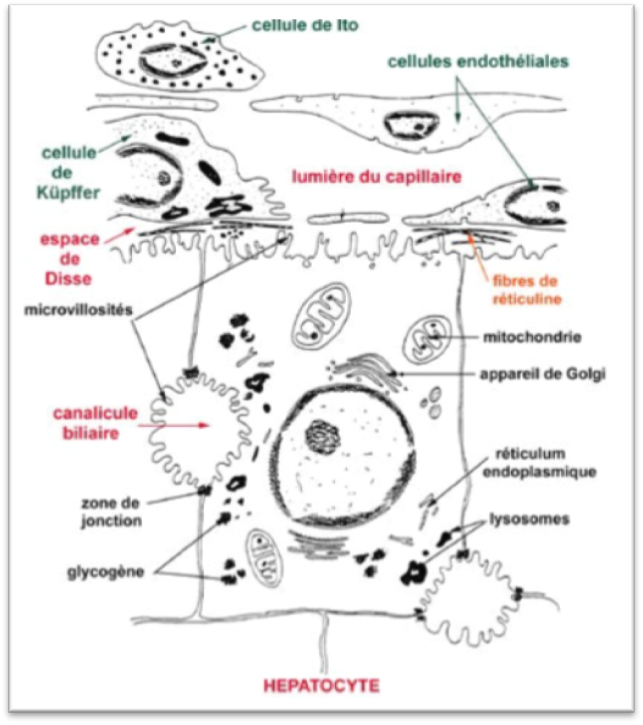 cellule de Ito
cellules endothéliales
cellule
de
Küpffer
lumière du capillaire
espace
de
Disse
fibres de
réticuline
microvillosités
mitochondrie
appareil de Golgi
canalicule
biliaire
réticulum
endoplasmique
zone de
jonction
lysosomes
glycogène
HEPATOCYTE